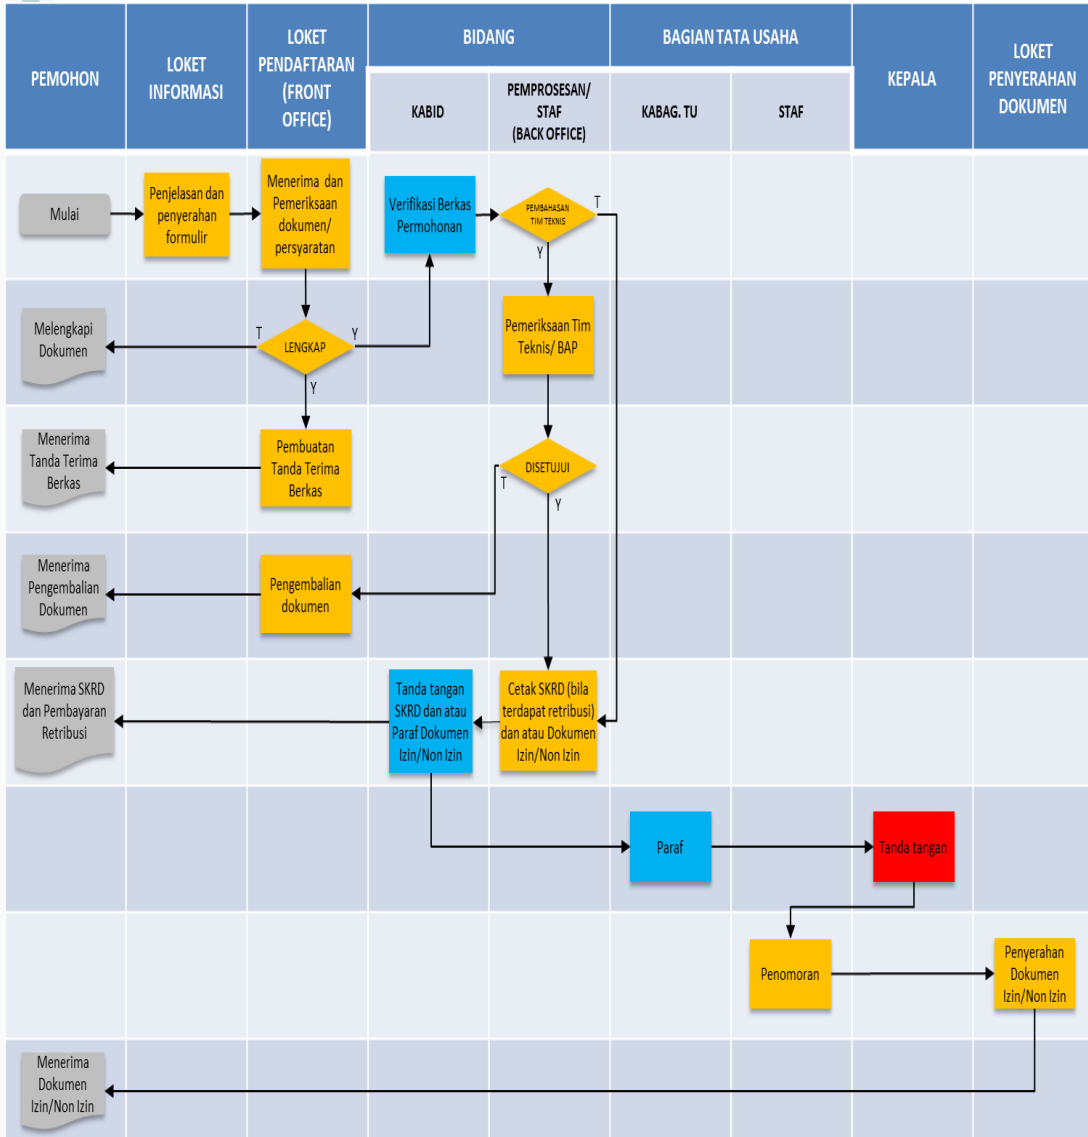 PEMOHON
LOKET
INFORMASI
LOKET
PENDAFTARAN
(FRONT
OFFICE)
BIDANG
BAGIAN TATA USAHA
KEPALA
LOKET
PENYERAHAN
DOKUMEN
KABID
PEMPROSESAN/
STAF
(BACK OFFICE)
KABAG. TU
STAF
Mulai
Penjelasan dan
penyerahan
formulir
Menerima dan
Pemeriksaan
dokumen/
persyaratan
Verifikasi Berkas
Permohonan
PEMBAHASAN
TIM TEKNIS
T
Y
Melengkapi
Dokumen
T
LENGKAP
Y
Y
Pemeriksaan Tim
Teknis/ BAP
Menerima
Tanda Terima
Berkas
Pembuatan
Tanda Terima
Berkas
DISETUJUI
T
Y
Menerima
Pengembalian
Dokumen
Pengembalian
dokumen
Menerima SKRD
dan Pembayaran
Retribusi
Tanda tangan
SKRD dan atau
Paraf Dokumen
Izin/Non Izin
Cetak SKRD (bila
terdapat retribusi)
dan atau Dokumen
Izin/Non Izin
Paraf
Tanda tangan
Penomoran
Penyerahan
Dokumen
Izin/Non Izin
Menerima
Dokumen
Izin/Non Izin